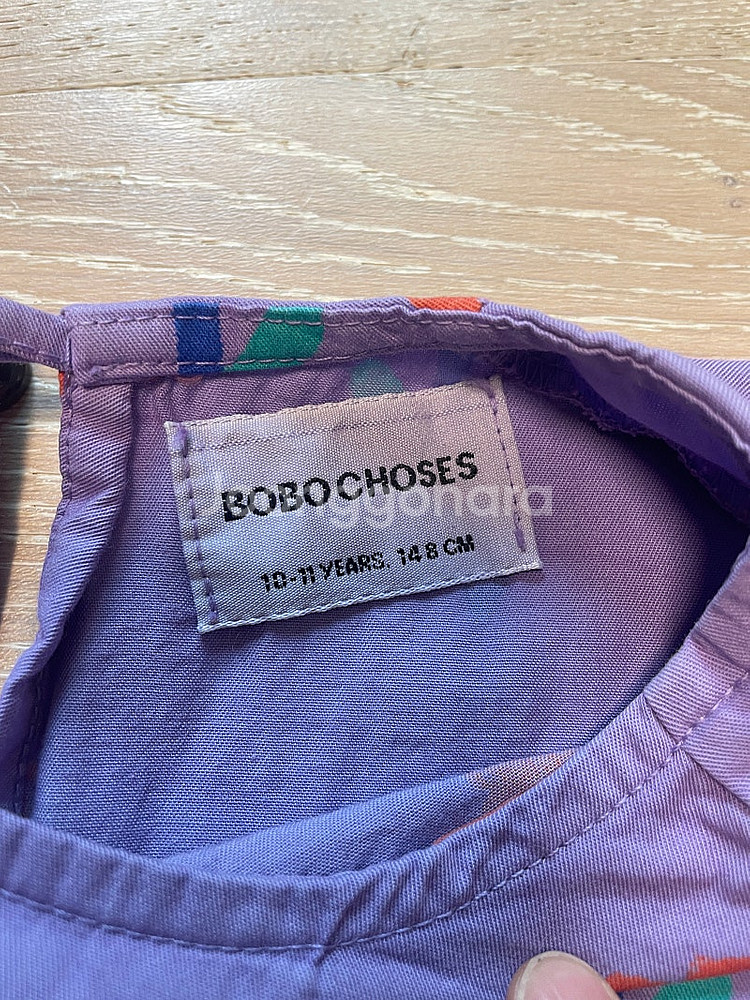 BOBO CHOSES
10-11 YEARS. 148 CM